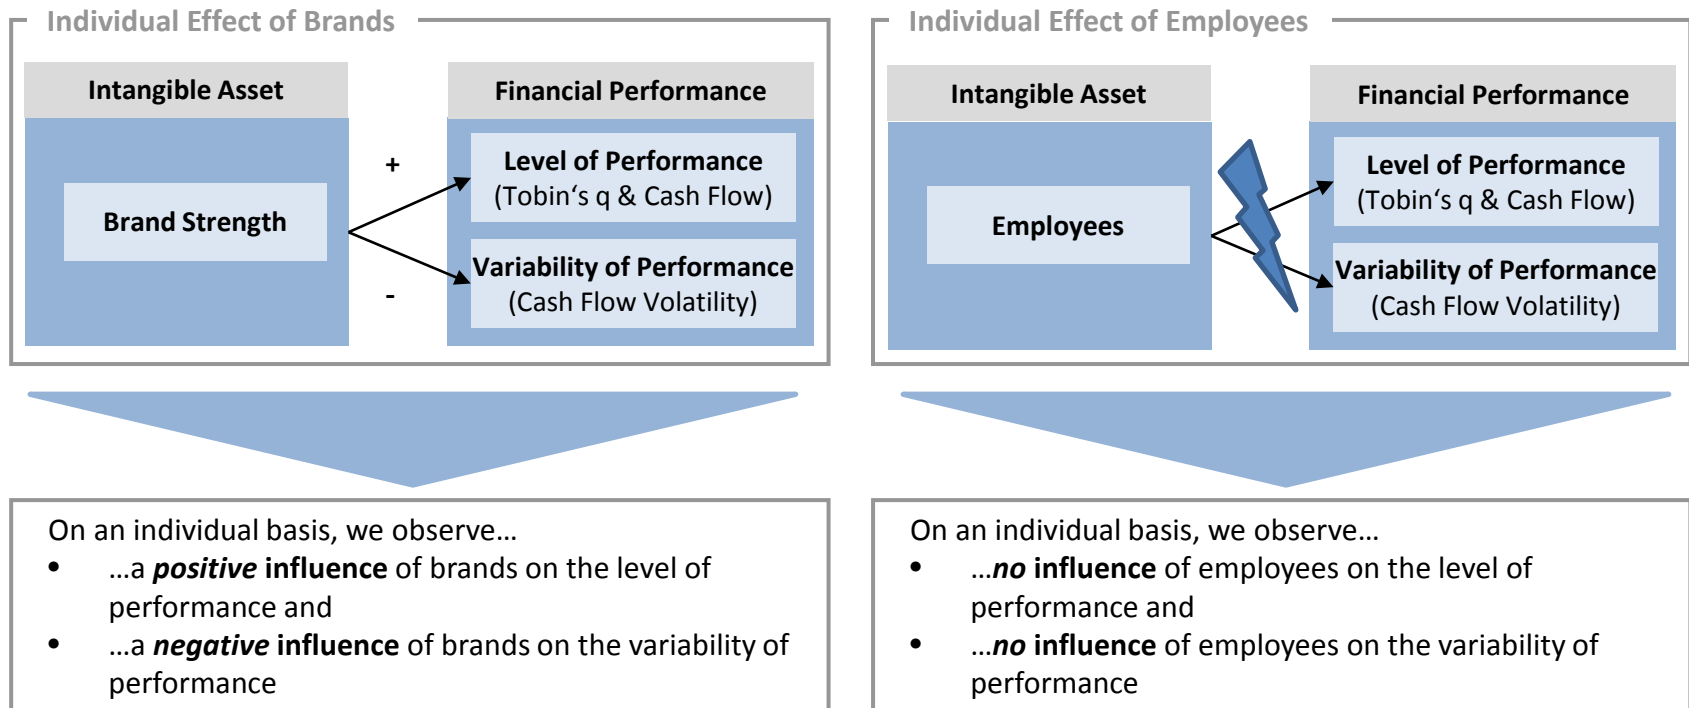 Individual Effect of Brands
Intangible Asset
Financial Performance
Brand Strength
+
-
Level of Performance
(Tobin‘s q & Cash Flow)
Variability of Performance
(Cash Flow Volatility)
On an individual basis, we observe…
• …a positive influence of brands on the level of
performance and
• …a negative influence of brands on the variability of
performance
Individual Effect of Employees
Intangible Asset
Financial Performance
Employees
Level of Performance
(Tobin‘s q & Cash Flow)
Variability of Performance
(Cash Flow Volatility)
On an individual basis, we observe…
• …no influence of employees on the level of
performance and
• …no influence of employees on the variability of
performance